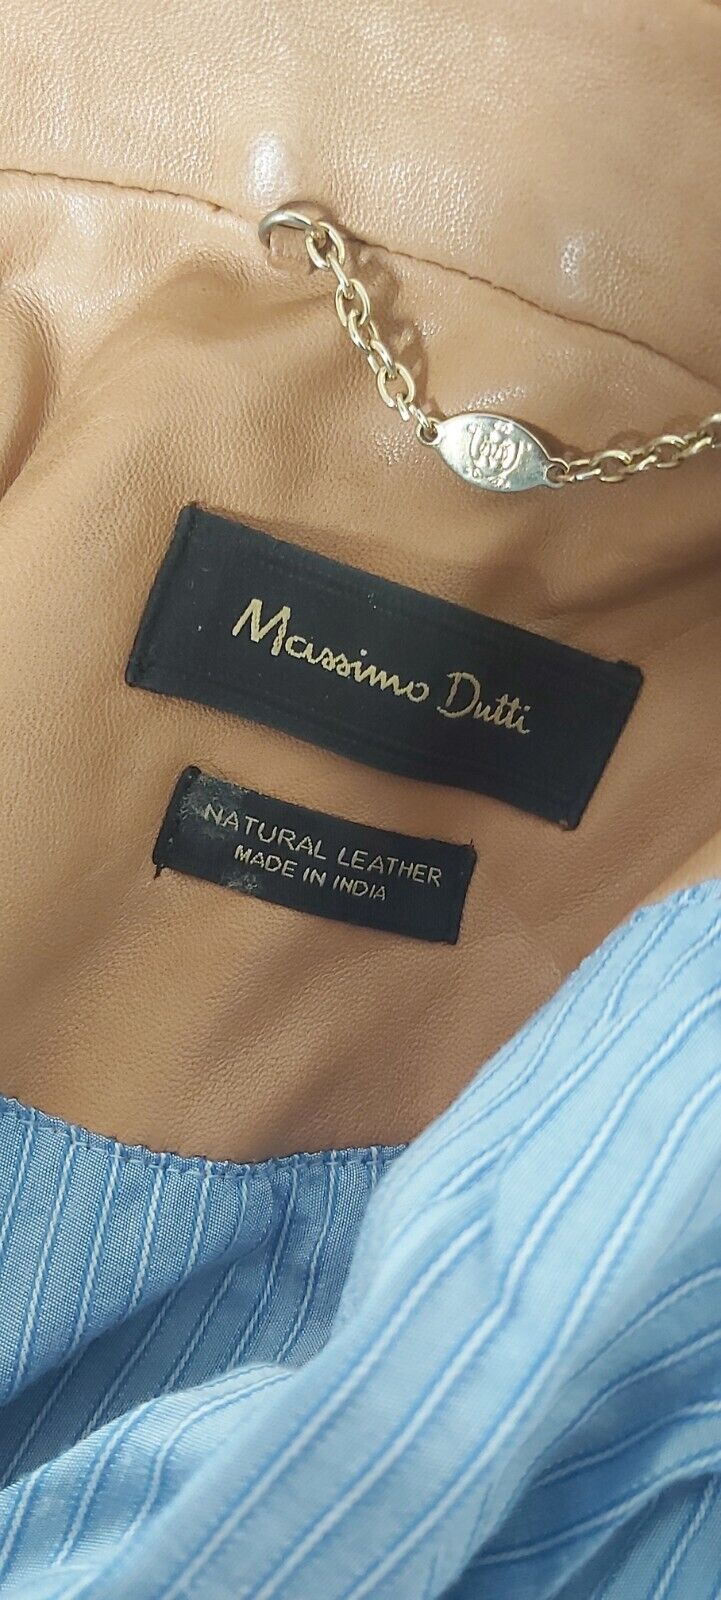 Massimo Dutti
NATURAL LEATHER
MADE IN INDIA